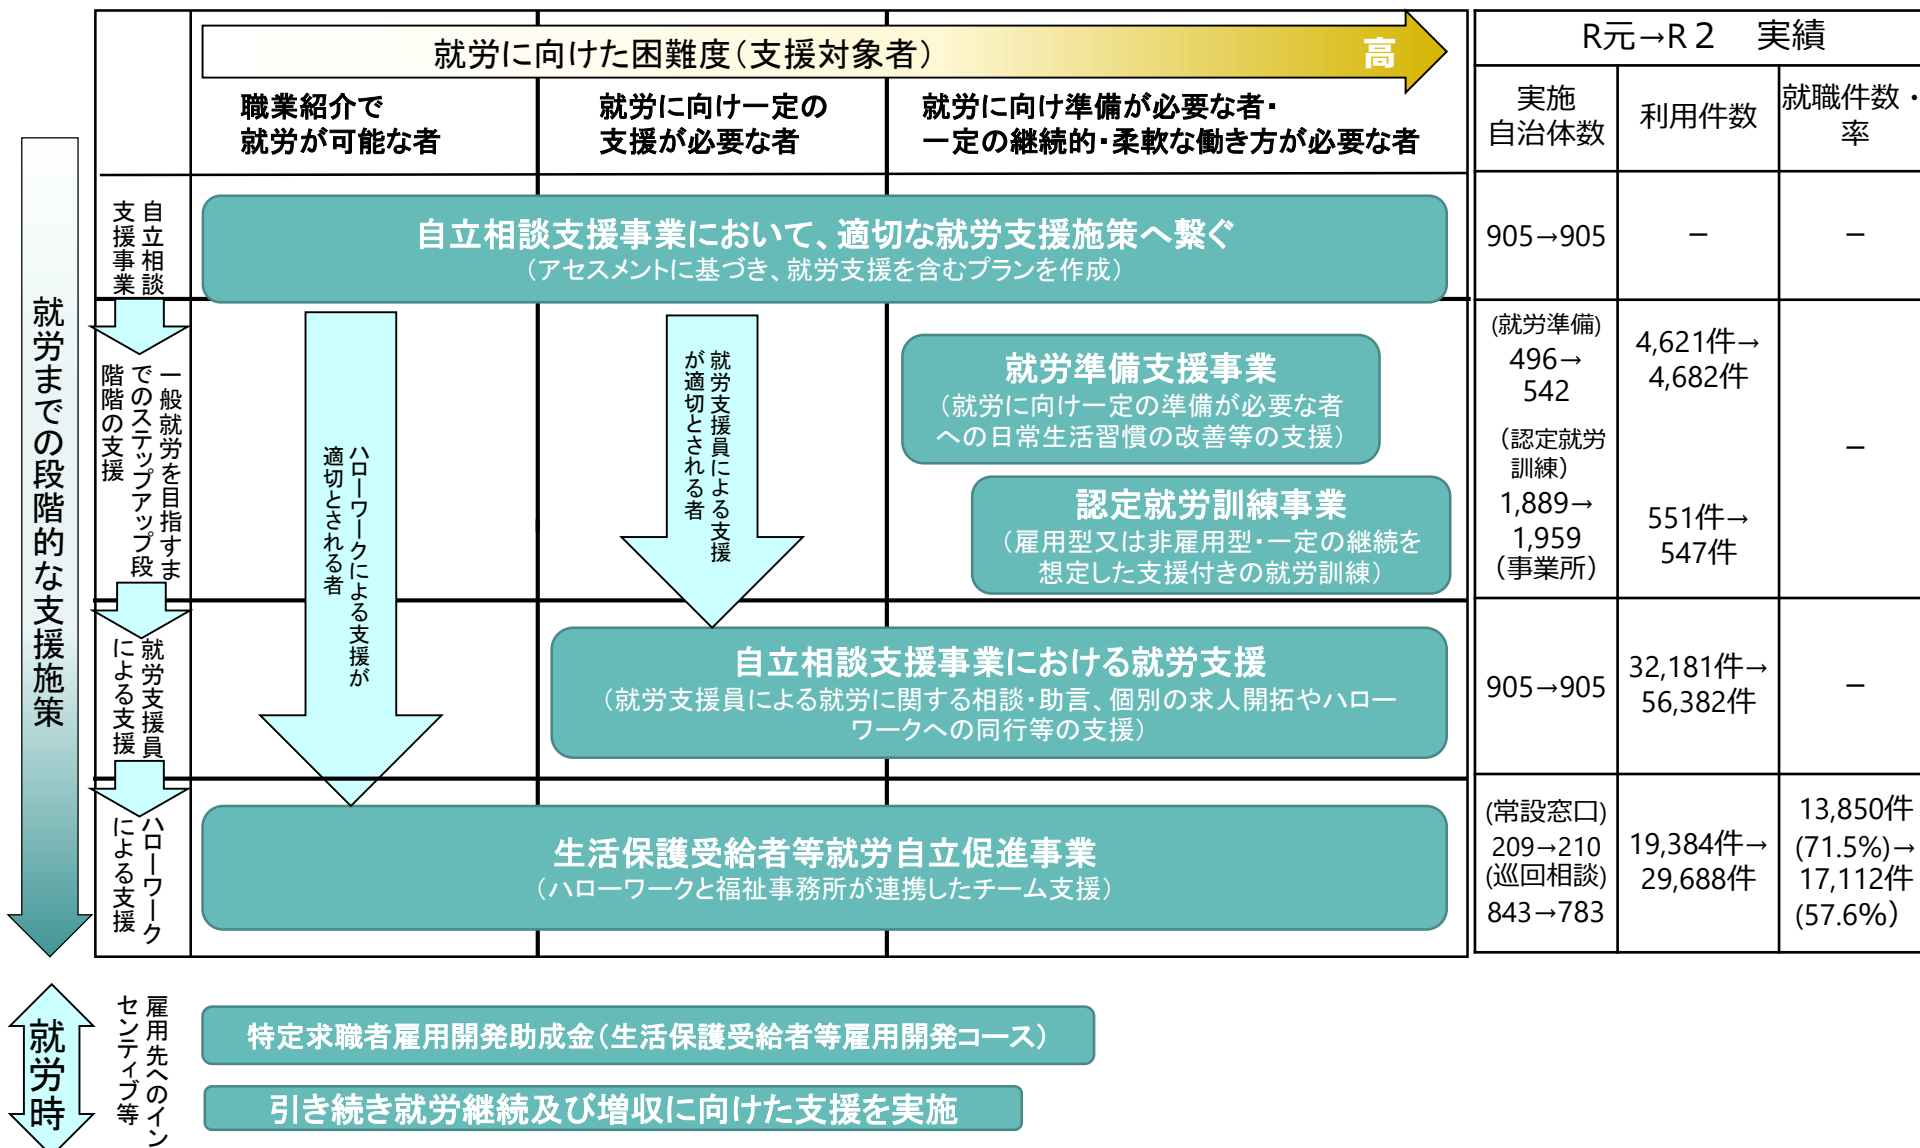 就労に向けた困難度(支援対象者)
高
R元→R２　実績
職業紹介で
就労が可能な者
就労に向け一定の
支援が必要な者
就労に向け準備が必要な者・
一定の継続的・柔軟な働き方が必要な者
実施
自治体数
利用件数
就職件数・
率
就労までの段階的な支援施策
自立相談
支援事業
自立相談支援事業において、適切な就労支援施策へ繋ぐ
(アセスメントに基づき、就労支援を含むプランを作成)
905→905
－
－
一般就労を目指すま
でのステップアップ段
階階の支援
ハローワークによる支援が
適切とされる者
就労支援員による支援
が適切とされる者
就労準備支援事業
(就労に向け一定の準備が必要な者
への日常生活習慣の改善等の支援)
認定就労訓練事業
(雇用型又は非雇用型・一定の継続を
想定した支援付きの就労訓練)
(就労準備)
496→
542
(認定就労
訓練)
1,889→
1,959
(事業所)
4,621件→
4,682件
551件→
547件
－
就労支援員
による支援
自立相談支援事業における就労支援
(就労支援員による就労に関する相談・助言、個別の求人開拓やハロー
ワークへの同行等の支援)
905→905
32,181件→
56,382件
－
ハローワーク
による支援
生活保護受給者等就労自立促進事業
(ハローワークと福祉事務所が連携したチーム支援)
(常設窓口)
209→210
(巡回相談)
843→783
19,384件→
29,688件
13,850件
(71.5%)→
17,112件
(57.6%)
就労時
雇用先へのイン
センティブ等
特定求職者雇用開発助成金(生活保護受給者等雇用開発コース)
引き続き就労継続及び増収に向けた支援を実施